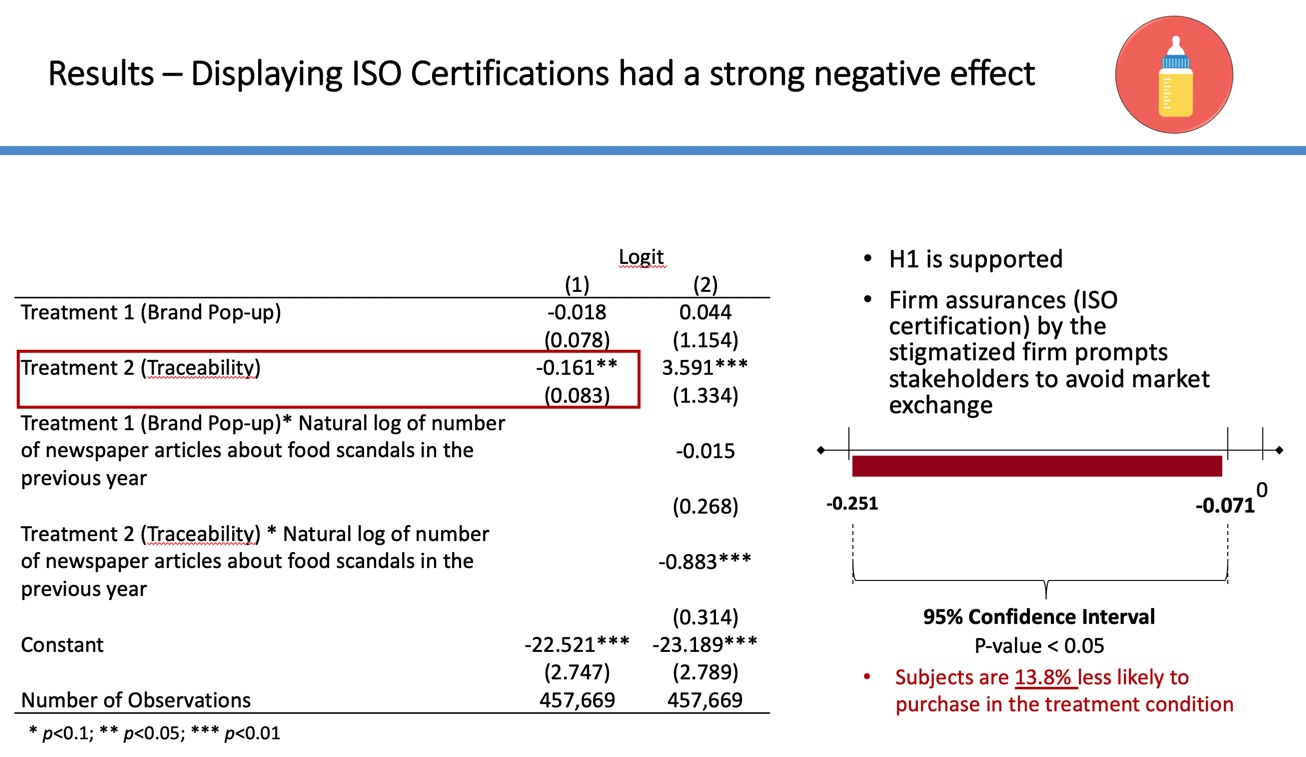 Results – Displaying ISO Certifications had a strong negative effect
Logit
(1) (2)
Treatment 1 (Brand Pop-up) -0.018 0.044
(0.078) (1.154)
Treatment 2 (Traceability) -0.161** 3.591***
(0.083) (1.334)
Treatment 1 (Brand Pop-up)* Natural log of number
of newspaper articles about food scandals in the -0.015
previous year
(0.268)
Treatment 2 (Traceability) * Natural log of number
of newspaper articles about food scandals in the -0.883***
previous year
(0.314)
Constant -22.521*** -23.189***
(2.747) (2.789)
Number of Observations 457,669 457,669
* p<0.1; ** p<0.05; *** p<0.01
• H1 is supported
• Firm assurances (ISO
certification) by the
stigmatized firm prompts
stakeholders to avoid market
exchange
-0.251 -0.071 0
95% Confidence Interval
P-value < 0.05
• Subjects are 13.8% less likely to
purchase in the treatment condition